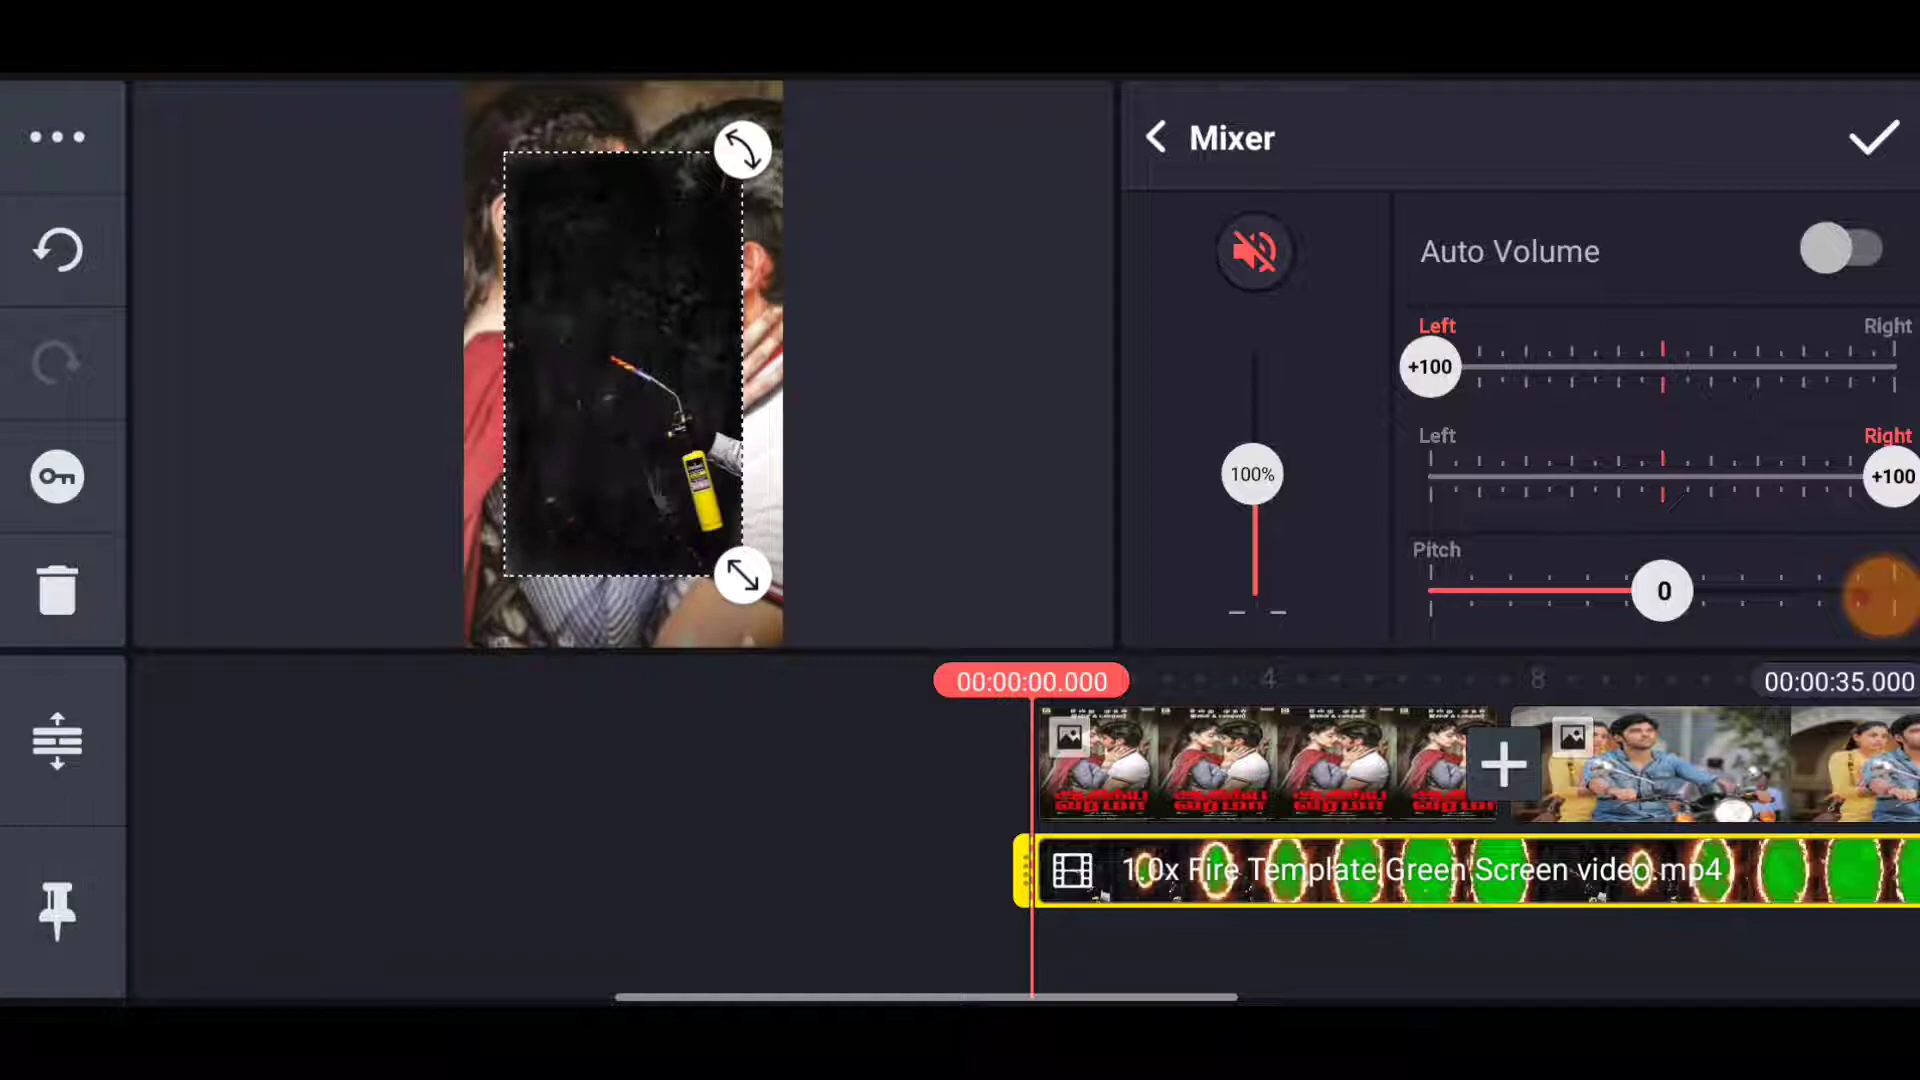 Mixer
Auto Volume
Left
Right
+100
Left
Right
+100
100%
Pitch
0
00:00:00.000
4
8
00:00:35.000
1.0x Fire Template Green Screen video.mp4